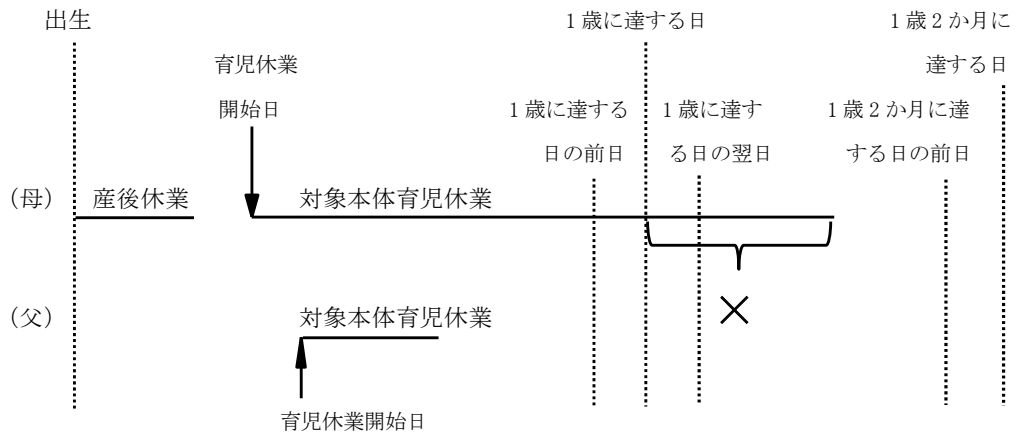 出生
1歳に達する日
1歳2か月に
達する日
育児休業
開始日
1歳に達する
日の前日
1歳に達す
る日の翌日
1歳2か月に達
する日の前日
(母)
産後休業
対象本体育児休業
(父)
対象本体育児休業
育児休業開始日